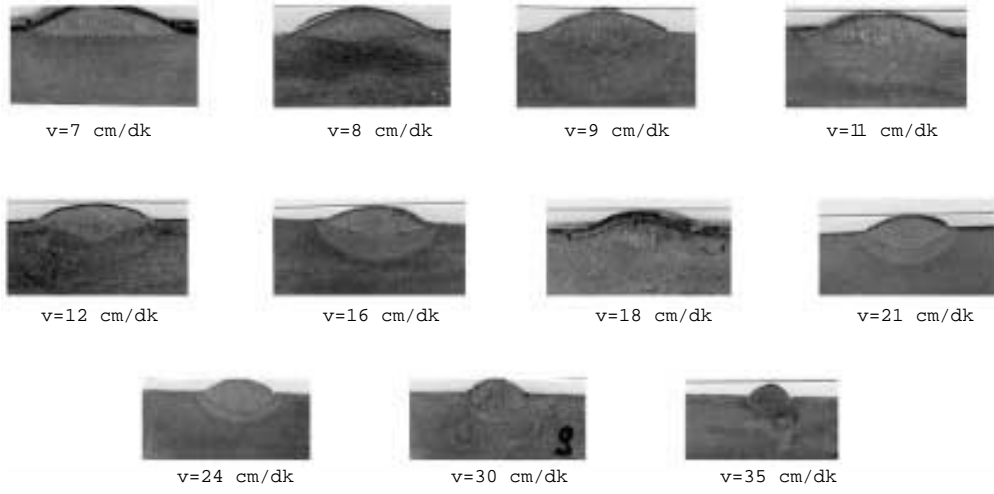 v=7 cm/dk
v=8 cm/dk
v=9 cm/dk
v=11 cm/dk
v=12 cm/dk
v=16 cm/dk
v=18 cm/dk
v=21 cm/dk
v=24 cm/dk
v=30 cm/dk
v=35 cm/dk